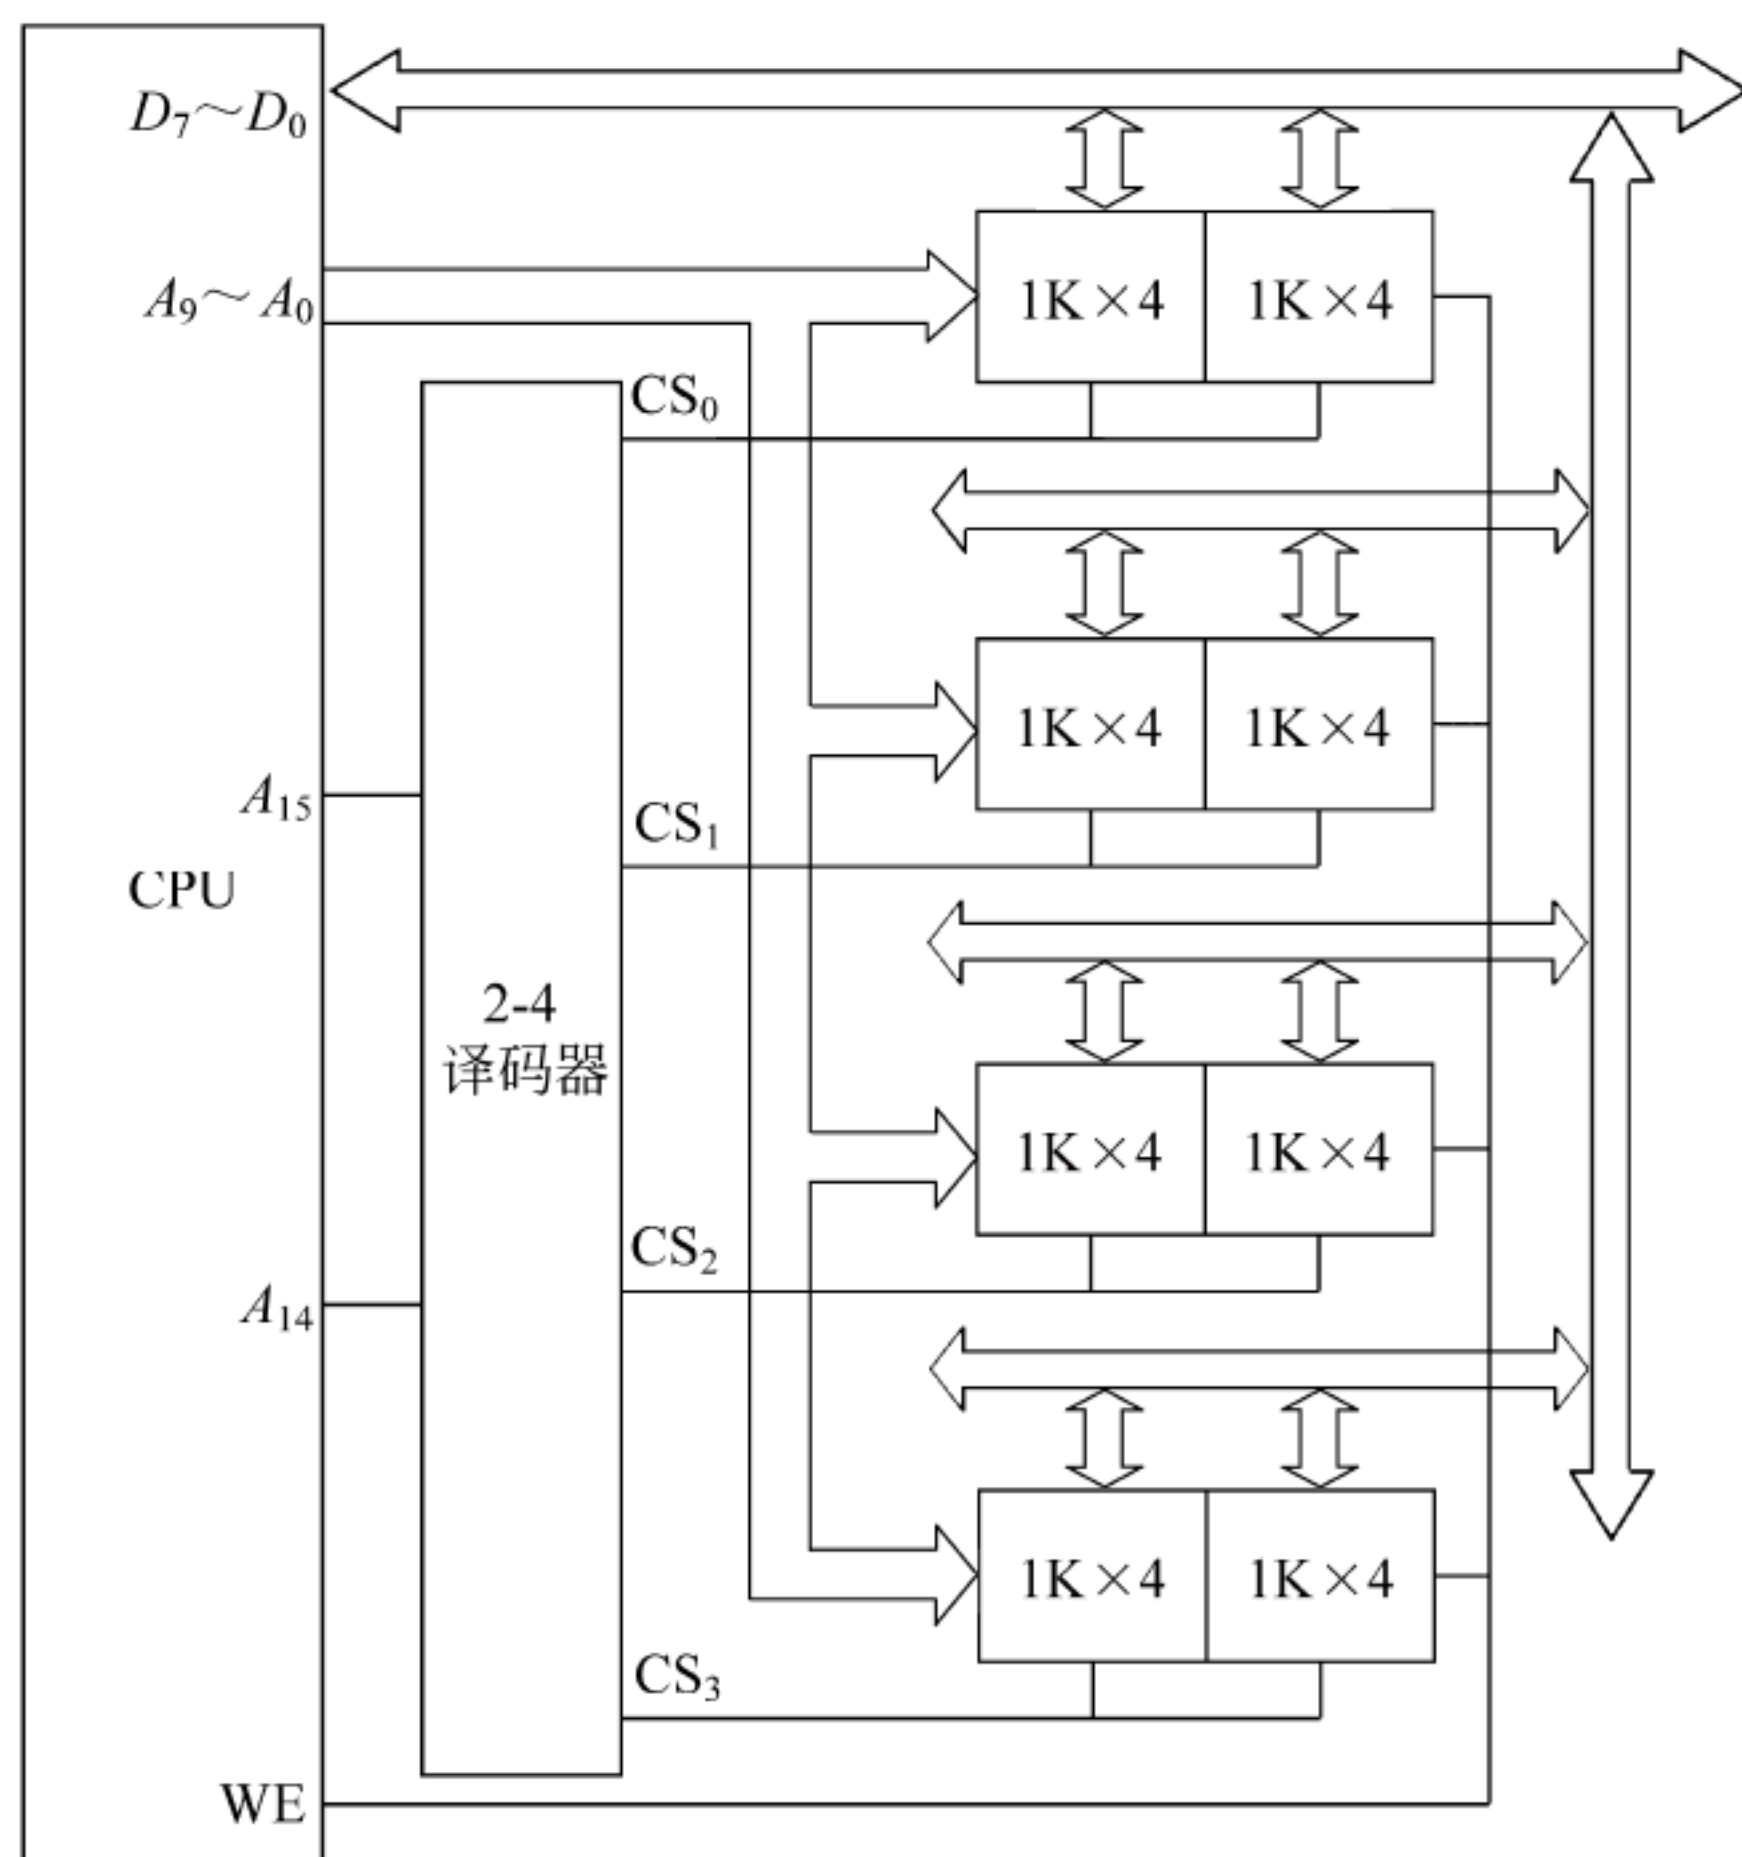 D₇～D₀
A₉～A₀
1K×4 1K×4
CS₀
1K×4 1K×4
A₁₅
CS₁
CPU
2-4
译码器
1K×4 1K×4
CS₂
A₁₄
1K×4 1K×4
CS₃
WE